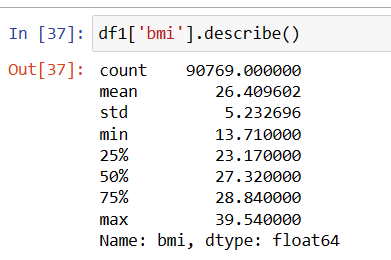 In [37]: df1['bmi'].describe()
Out[37]: count    90769.000000
mean        26.409602
std          5.232696
min         13.710000
25%         23.170000
50%         27.320000
75%         28.840000
max         39.540000
Name: bmi, dtype: float64